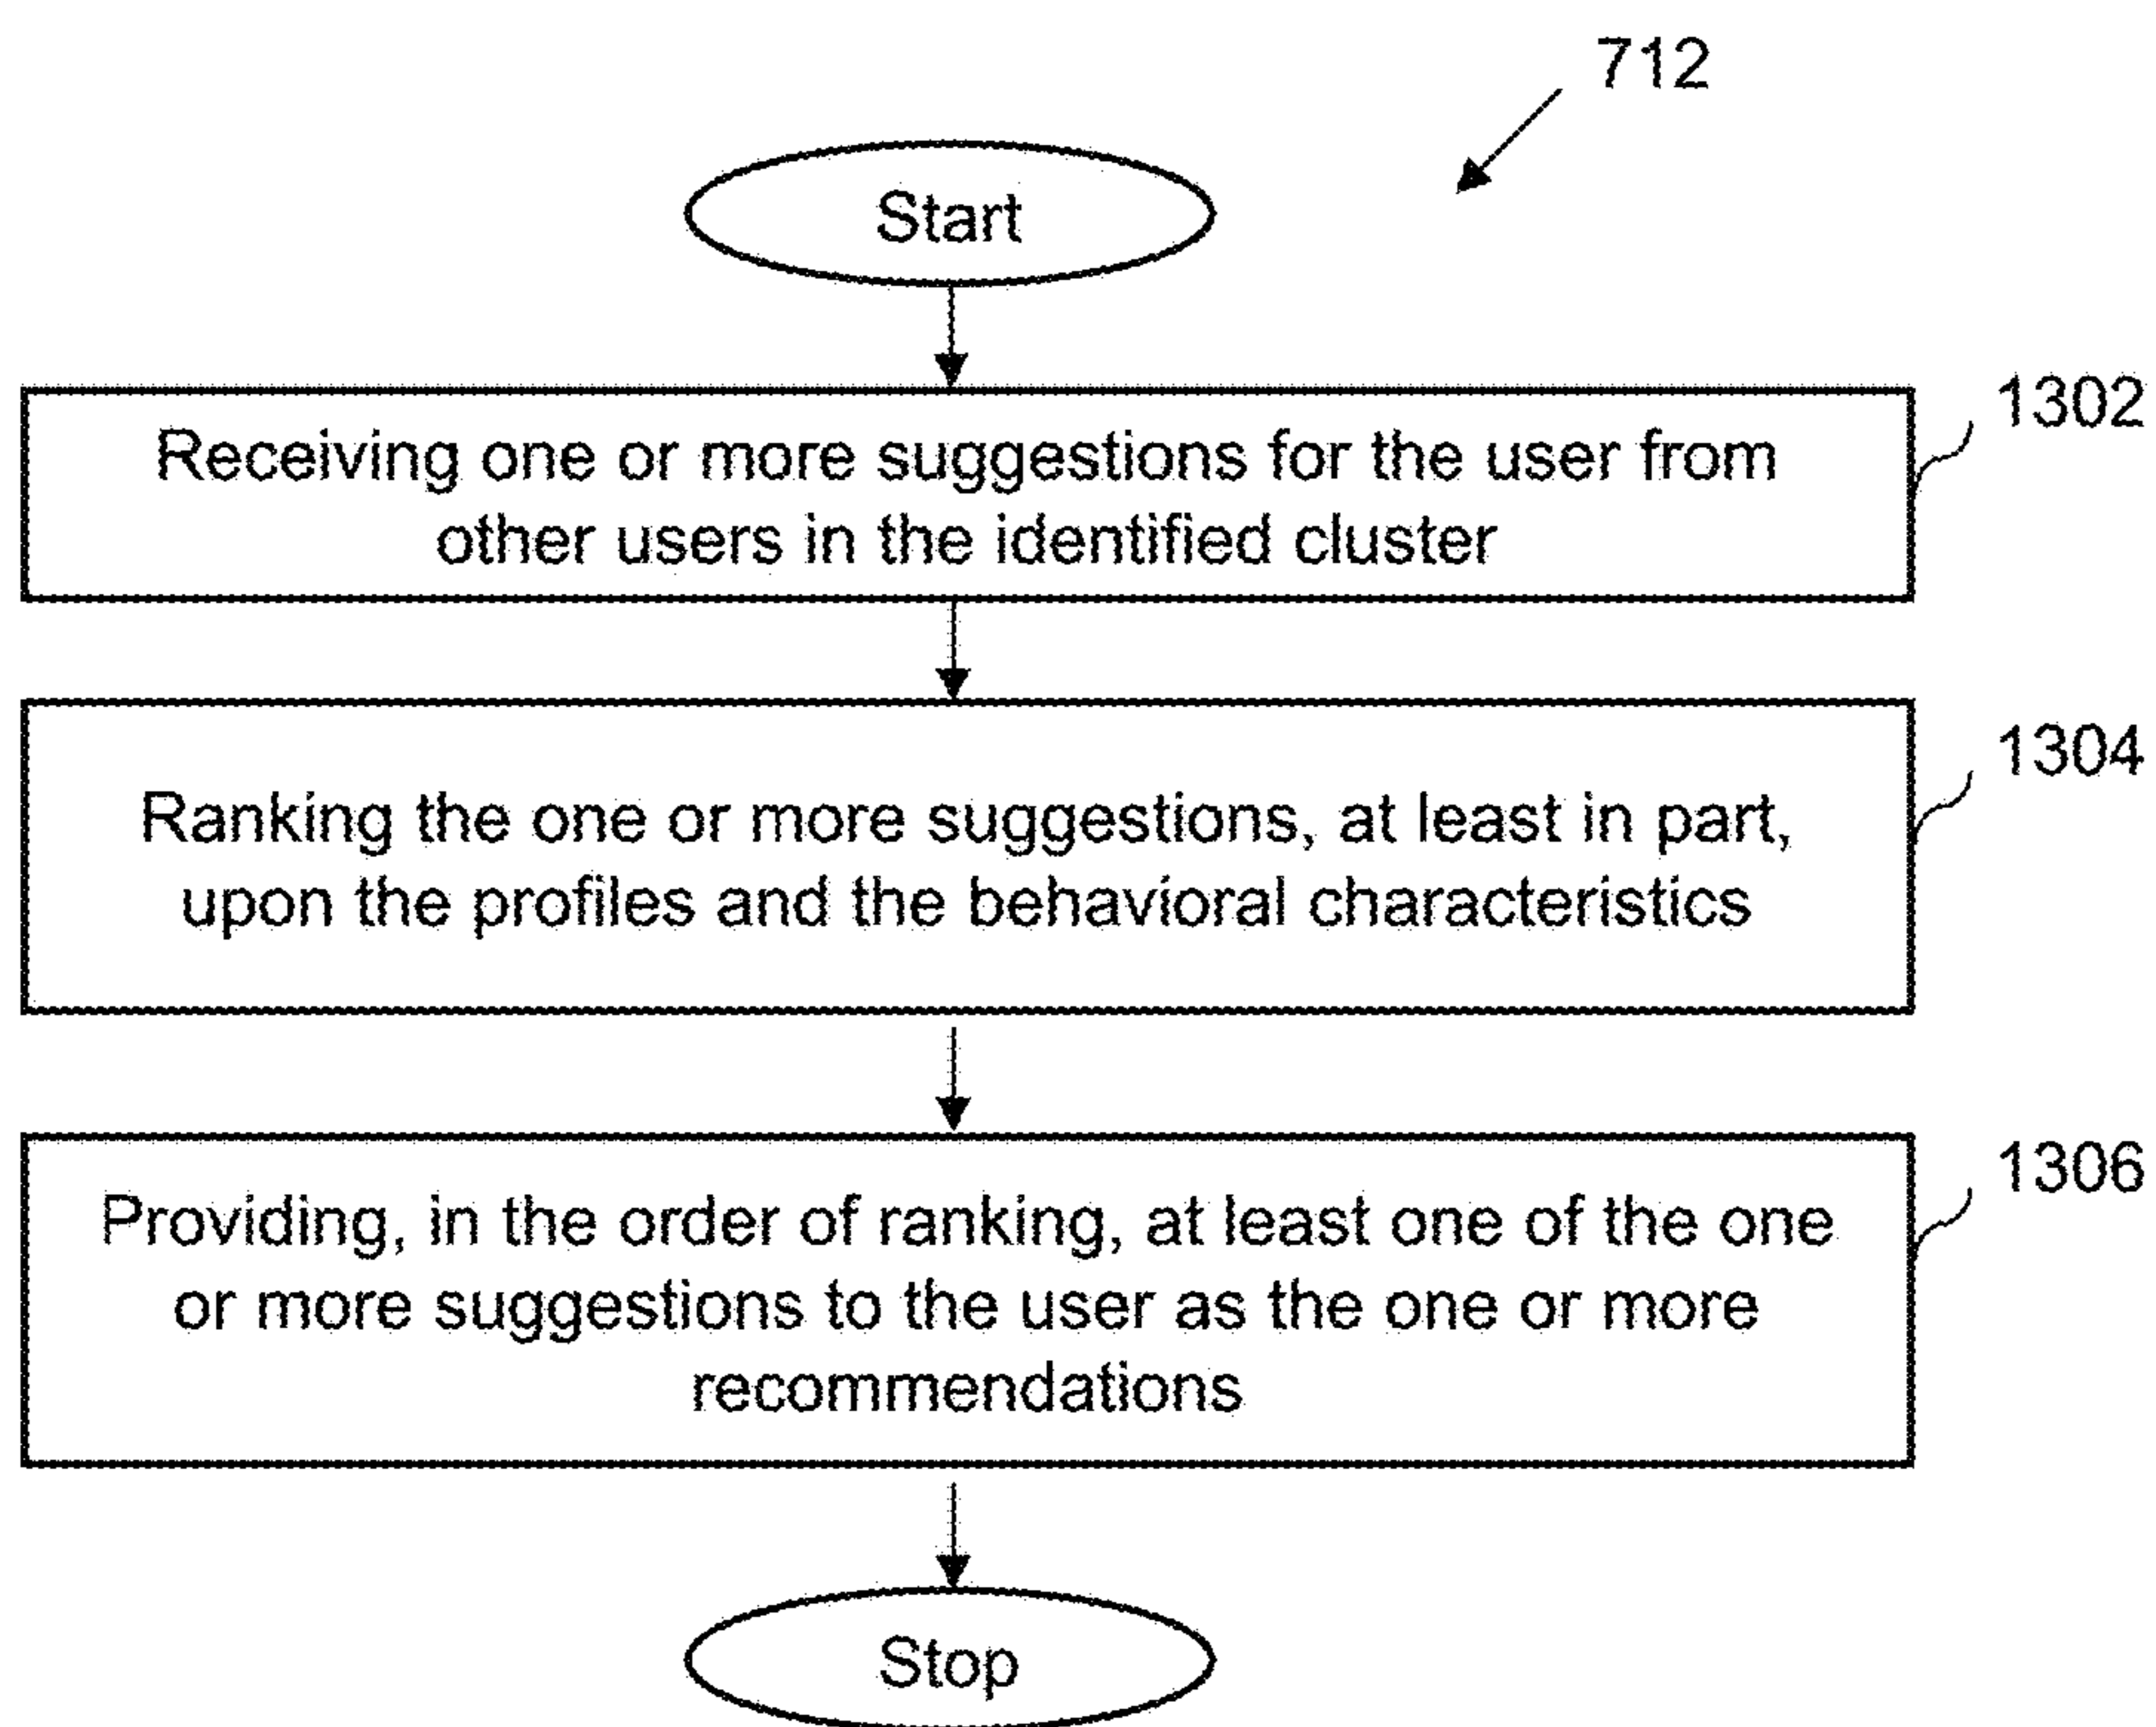 712
Start
1302
Receiving one or more suggestions for the user from
other users in the identified cluster
1304
Ranking the one or more suggestions, at least in part,
upon the profiles and the behavioral characteristics
1306
Providing, in the order of ranking, at least one of the one
or more suggestions to the user as the one or more
recommendations
Stop